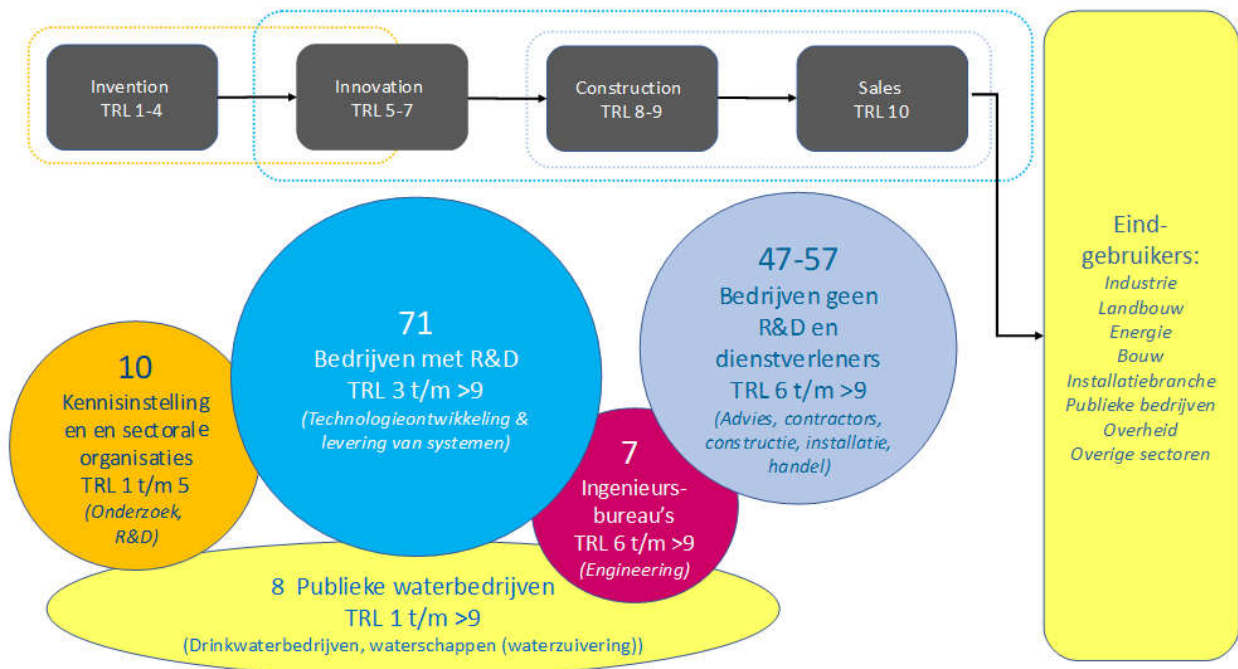 Invention
TRL 1-4
Innovation
TRL 5-7
Construction
TRL 8-9
Sales
TRL 10
10
Kennisinstelling
en en sectorale
organisaties
TRL 1 t/m 5
(Onderzoek,
R&D)
71
Bedrijven met R&D
TRL 3 t/m >9
(Technologieontwikkeling &
levering van systemen)
47-57
Bedrijven geen
R&D en
dienstverleners
TRL 6 t/m >9
(Advies, contractors,
constructie, installatie,
handel)
7
Ingenieurs-
bureau's
TRL 6 t/m >9
(Engineering)
8 Publieke waterbedrijven
TRL 1 t/m >9
(Drinkwaterbedrijven, waterschappen (waterzuivering))
Eind-
gebruikers:
Industrie
Landbouw
Energie
Bouw
Installatiebranche
Publieke bedrijven
Overheid
Overige sectoren